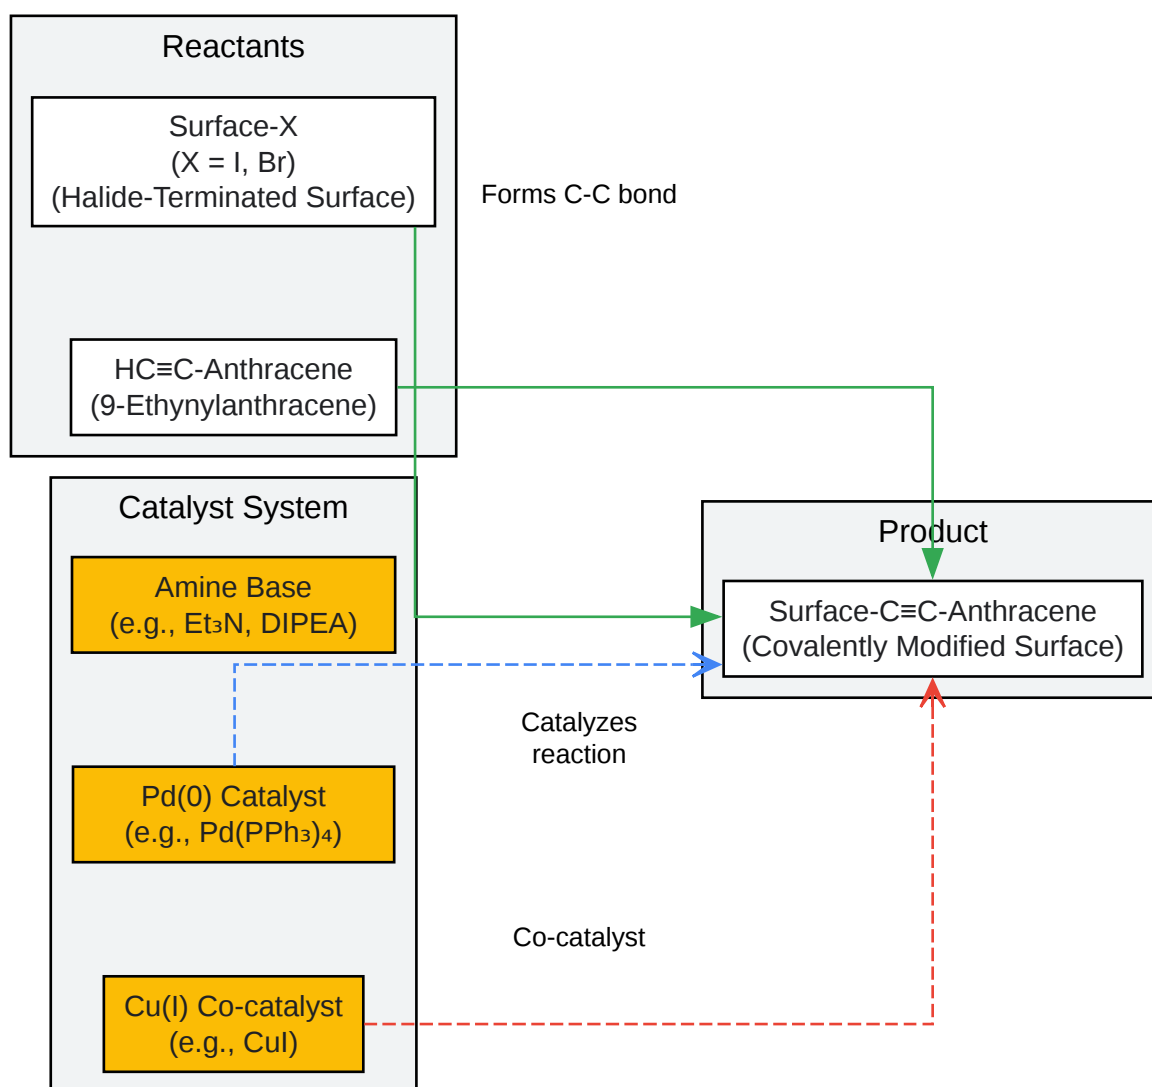 Reactants
Surface-X
(X = I, Br)
(Halide-Terminated Surface)
Forms C-C bond
HC≡C-Anthracene
(9-Ethynylanthracene)
Catalyst System
Amine Base
(e.g., Et₃N, DIPEA)
Product
Surface-C≡C-Anthracene
(Covalently Modified Surface)
Catalyzes
reaction
Pd(0) Catalyst
(e.g., Pd(PPh₃)₄)
Co-catalyst
Cu(I) Co-catalyst
(e.g., CuI)